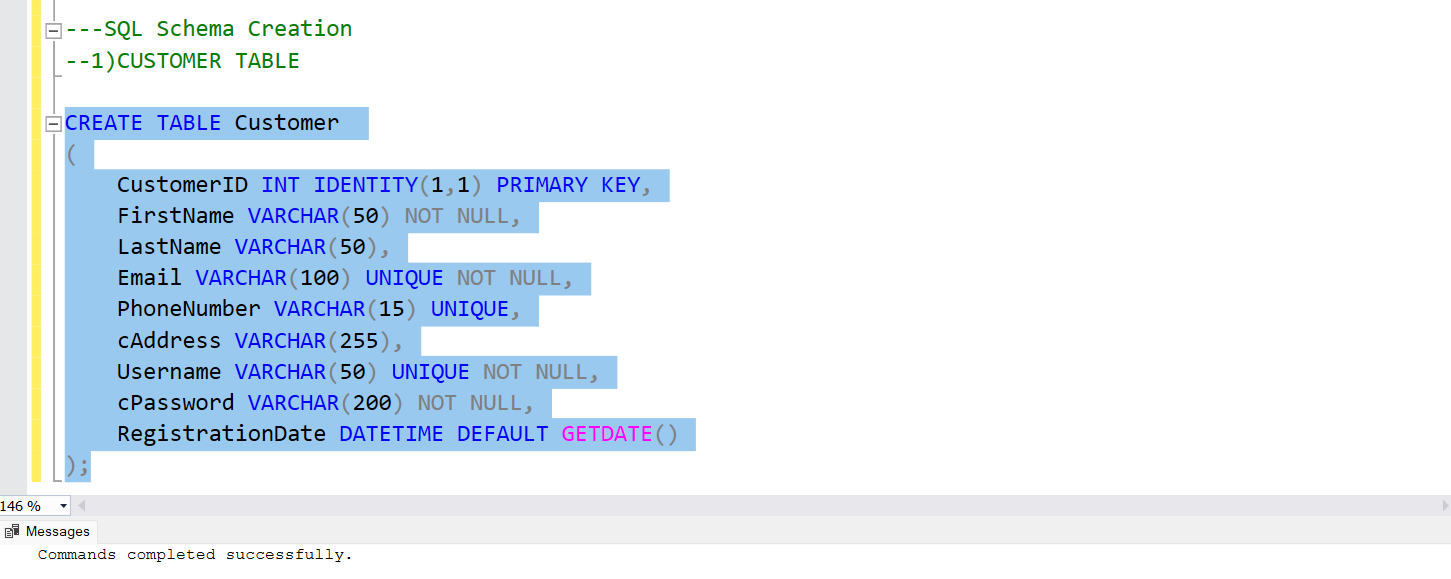 ---SQL Schema Creation
--1)CUSTOMER TABLE
CREATE TABLE Customer
(
CustomerID INT IDENTITY(1,1) PRIMARY KEY,
FirstName VARCHAR(50) NOT NULL,
LastName VARCHAR(50),
Email VARCHAR(100) UNIQUE NOT NULL,
PhoneNumber VARCHAR(15) UNIQUE,
cAddress VARCHAR(255),
Username VARCHAR(50) UNIQUE NOT NULL,
cPassword VARCHAR(200) NOT NULL,
RegistrationDate DATETIME DEFAULT GETDATE()
);
146 %
Messages
Commands completed successfully.